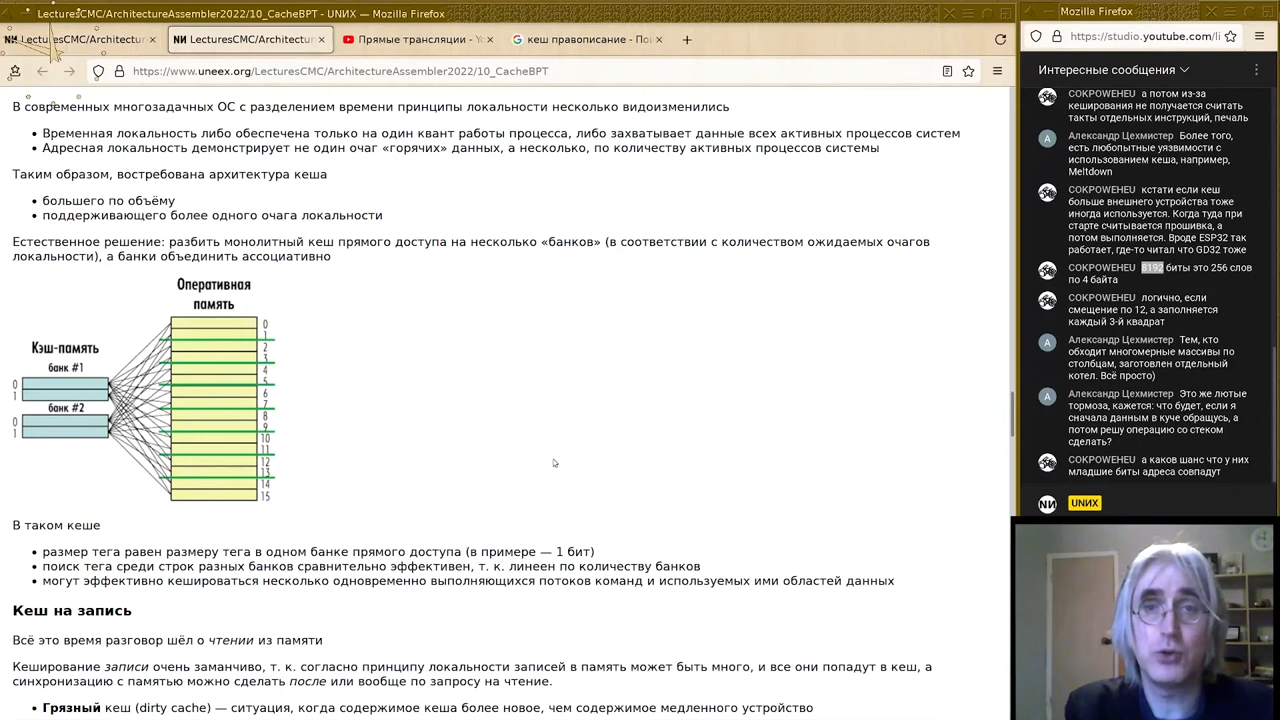 LecturesCMC/ArchitectureAssembler2022/10_CacheBPT - UNИX — Mozilla Firefox
LecturesCMC/Architectur
LecturesCMC/Architectur
Прямые трансляции - Yo
кеш правописание - Пои
https://www.uneex.org/LecturesCMC/ArchitectureAssembler2022/10_CacheBPT
В современных многозадачных ОС с разделением времени принципы локальности несколько видоизменились
Временная локальность либо обеспечена только на один квант работы процесса, либо захватывает данные всех активных процессов систем
Адресная локальность демонстрирует не один очаг «горячих» данных, а несколько, по количеству активных процессов системы
Таким образом, востребована архитектура кеша
большего по объёму
поддерживающего более одного очага локальности
Естественное решение: разбить монолитный кеш прямого доступа на несколько «банков» (в соответствии с количеством ожидаемых очагов
локальности), а банки объединить ассоциативно
Оперативная
память
Кэш-память
банк #1
0
1
банк #2
0
1
0
1
2
3
4
5
6
7
8
9
10
11
12
13
14
15
В таком кеше
размер тега равен размеру тега в одном банке прямого доступа (в примере — 1 бит)
поиск тега среди строк разных банков сравнительно эффективен, т. к. линеен по количеству банков
могут эффективно кешироваться несколько одновременно выполняющихся потоков команд и используемых ими областей данных
Кеш на запись
Всё это время разговор шёл о чтении из памяти
Кеширование записи очень заманчиво, т. к. согласно принципу локальности записей в память может быть много, и все они попадут в кеш, а
синхронизацию с памятью можно сделать после или вообще по запросу на чтение.
Грязный кеш (dirty cache) — ситуация, когда содержимое кеша более новое, чем содержимое медленного устройство
Mozilla Firefox
https://studio.youtube.com/li
Интересные сообщения
COKPOWEHEU а потом из-за
кеширования не получается считать
такты отдельных инструкций, печаль
Александр Цехмистер Более того,
есть любопытные уязвимости с
использованием кеша, например,
Meltdown
COKPOWEHEU кстати если кеш
больше внешнего устройства тоже
иногда используется. Когда туда при
старте считывается прошивка, а
потом выполняется. Вроде ESP32 так
работает, где-то читал что GD32 тоже
COKPOWEHEU 8192 биты это 256 слов
по 4 байта
COKPOWEHEU логично, если
смещение по 12, а заполняется
каждый 3-й квадрат
Александр Цехмистер Тем, кто
обходит многомерные массивы по
столбцам, заготовлен отдельный
котел. Всё просто)
Александр Цехмистер Это же лютые
тормоза, кажется: что будет, если я
сначала данным в куче обращусь, а
потом решу операцию со стеком
сделать?
COKPOWEHEU а каков шанс что у них
младшие биты адреса совпадут
UNИX